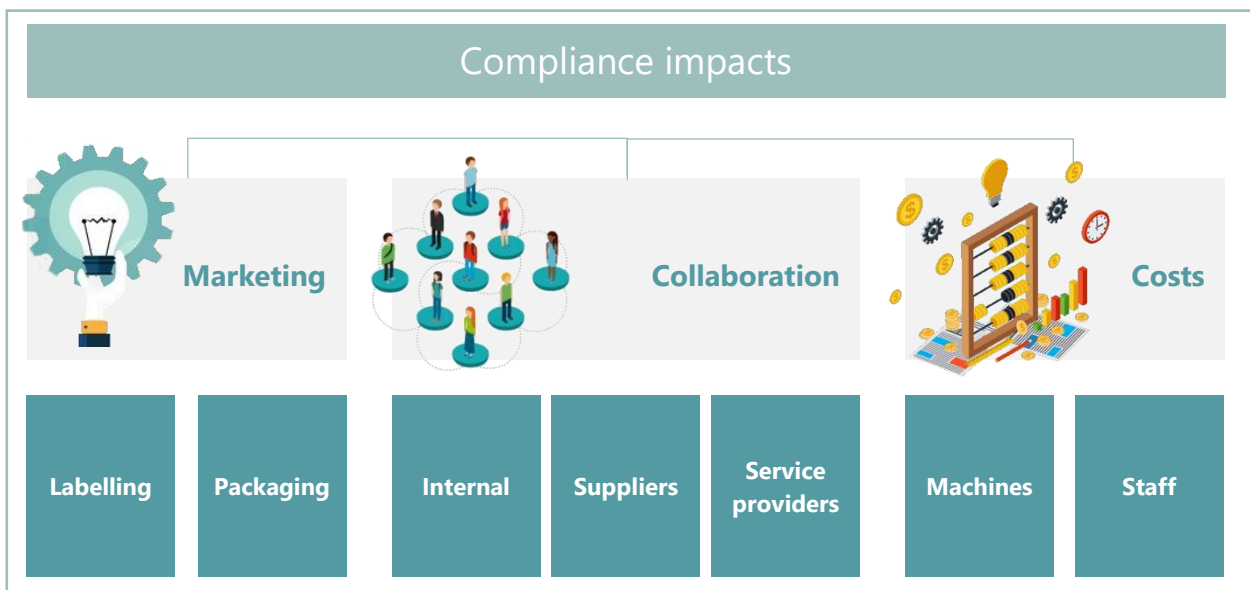 Compliance impacts
Marketing
Collaboration
Costs
Labelling
Packaging
Internal
Suppliers
Service
providers
Machines
Staff